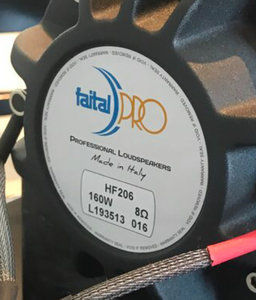 faital PRO
PROFESSIONAL LOUDSPEAKERS
Made in Italy
HF206
160W 8Ω
L193513 016